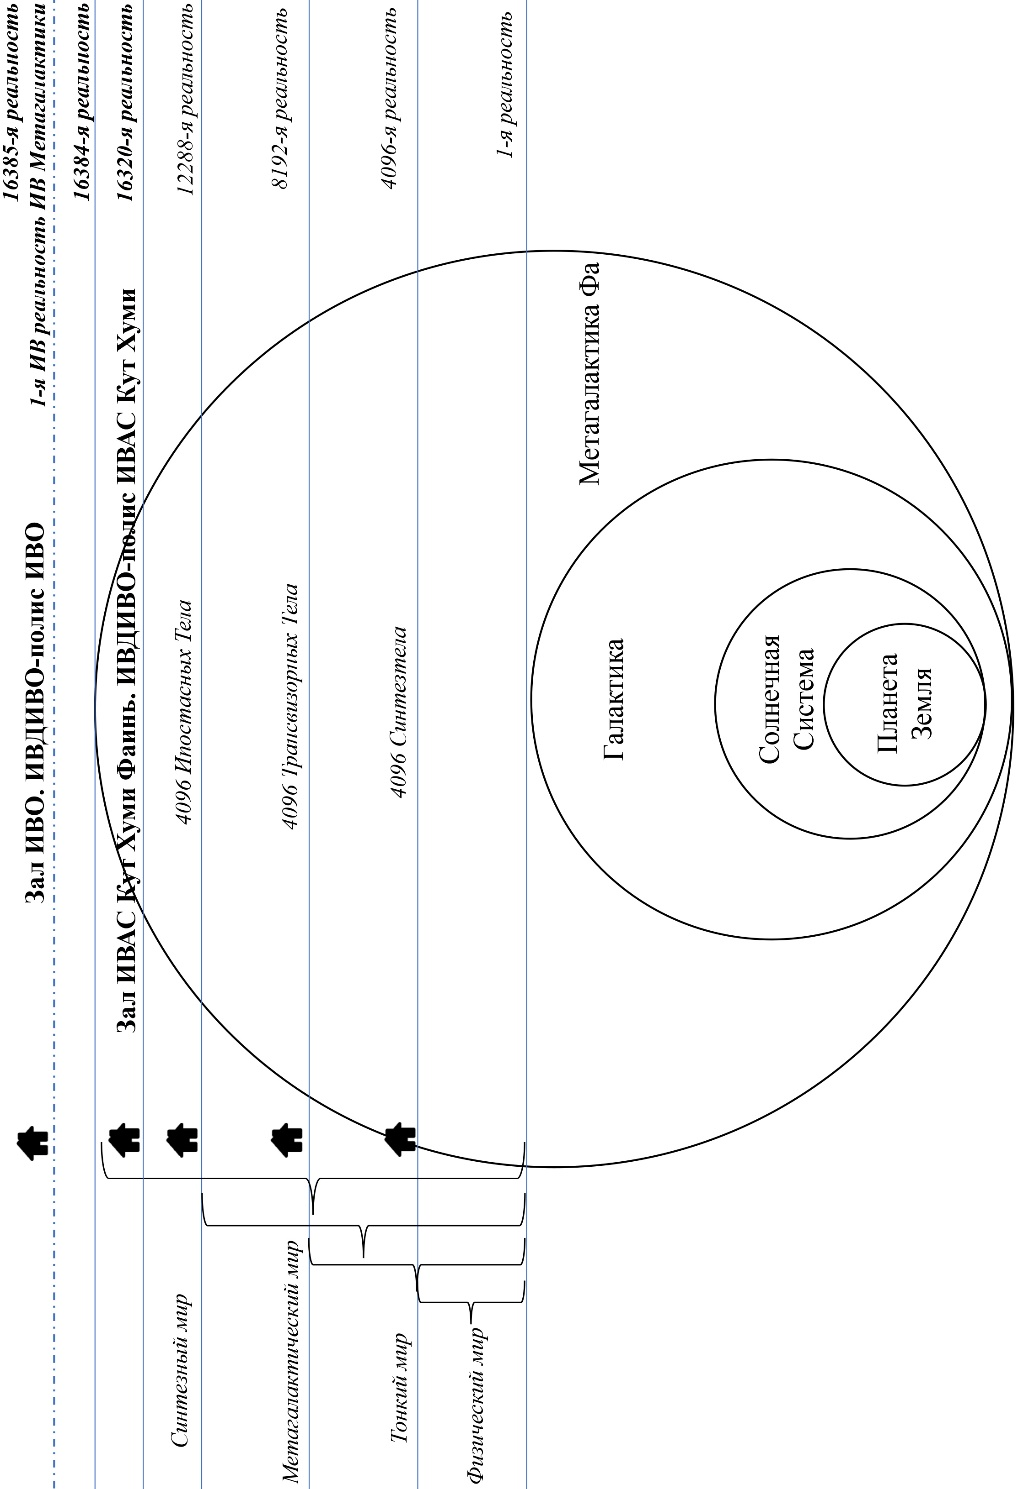 16385-я реальность
Зал ИВО. ИВДИВО-полис ИВО
1-я ИВ реальность ИВ Метагалактики
16384-я реальность
Зал ИВАС Кут Хуми Фаинь. ИВДИВО-полис ИВАС Кут Хуми
16320-я реальность
Синтезный мир
4096 Ипостасных Тела
12288-я реальность
Метагалактический мир
4096 Трансвизорных Тела
8192-я реальность
Тонкий мир
4096 Синтезтела
4096-я реальность
Физический мир
1-я реальность
Метагалактика Фа
Галактика
Солнечная
Система
Планета
Земля